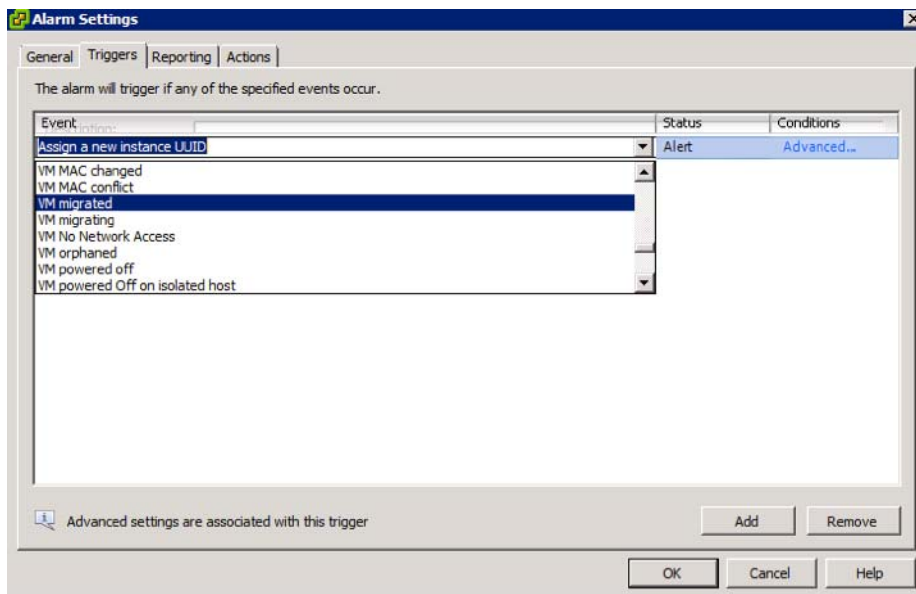 Alarm Settings
General Triggers Reporting Actions
The alarm will trigger if any of the specified events occur.
Event Status Conditions
Assign a new instance UUID Alert Advanced...
VM MAC changed
VM MAC conflict
VM migrated
VM migrating
VM No Network Access
VM orphaned
VM powered off
VM powered Off on isolated host
Advanced settings are associated with this trigger
Add Remove
OK Cancel Help